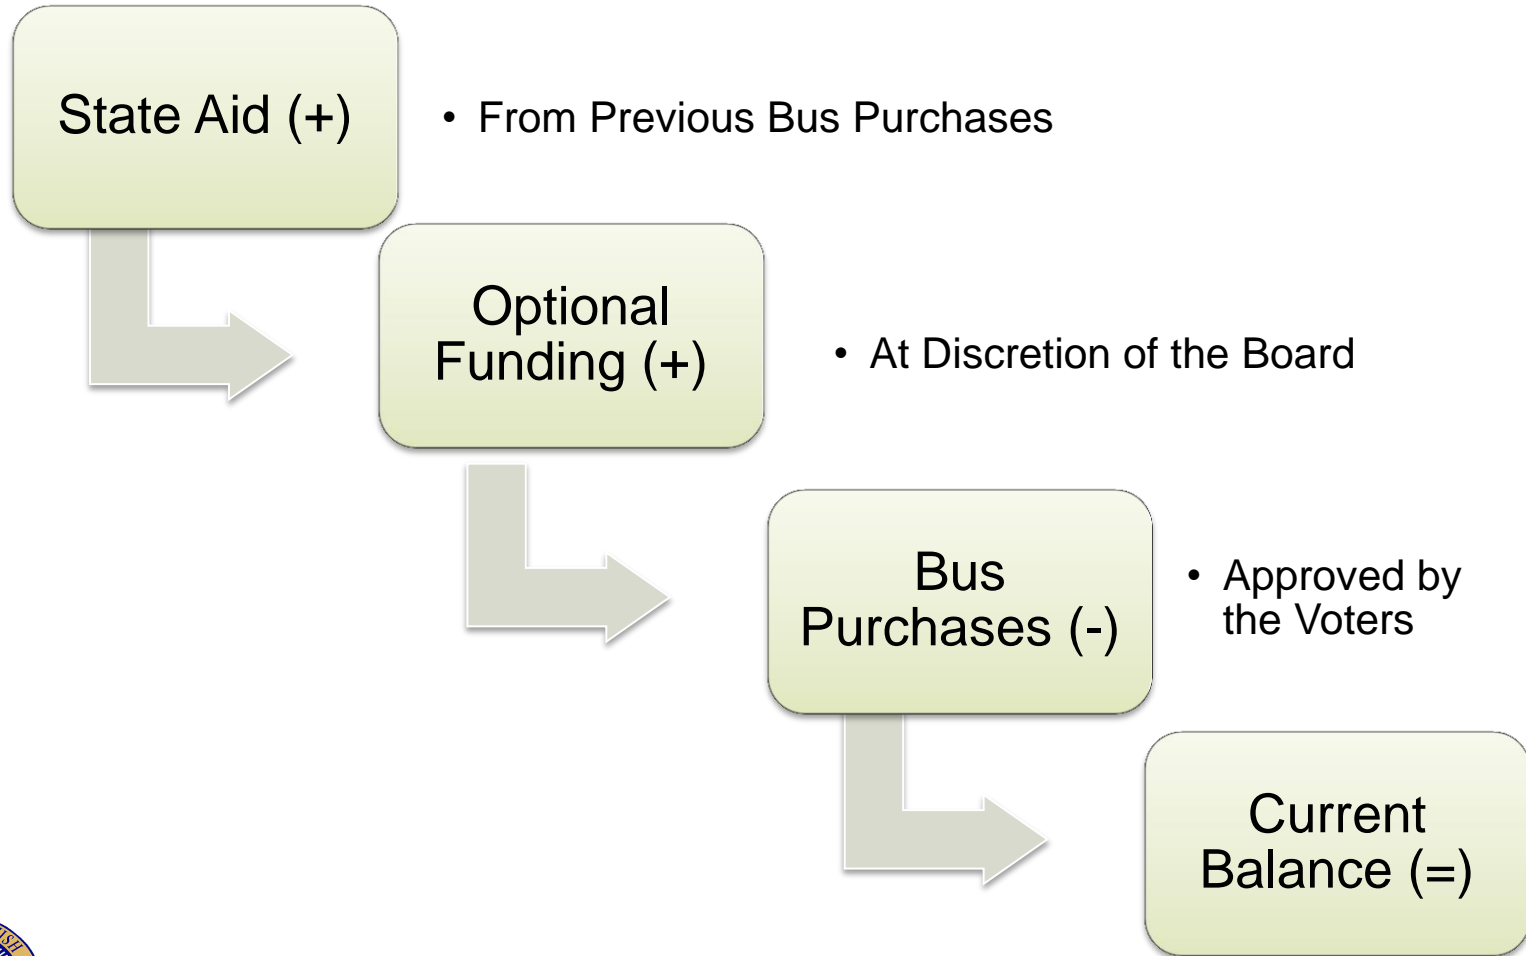 State Aid (+)
• From Previous Bus Purchases
Optional
Funding (+)
• At Discretion of the Board
Bus
Purchases (-)
• Approved by
the Voters
Current
Balance (=)